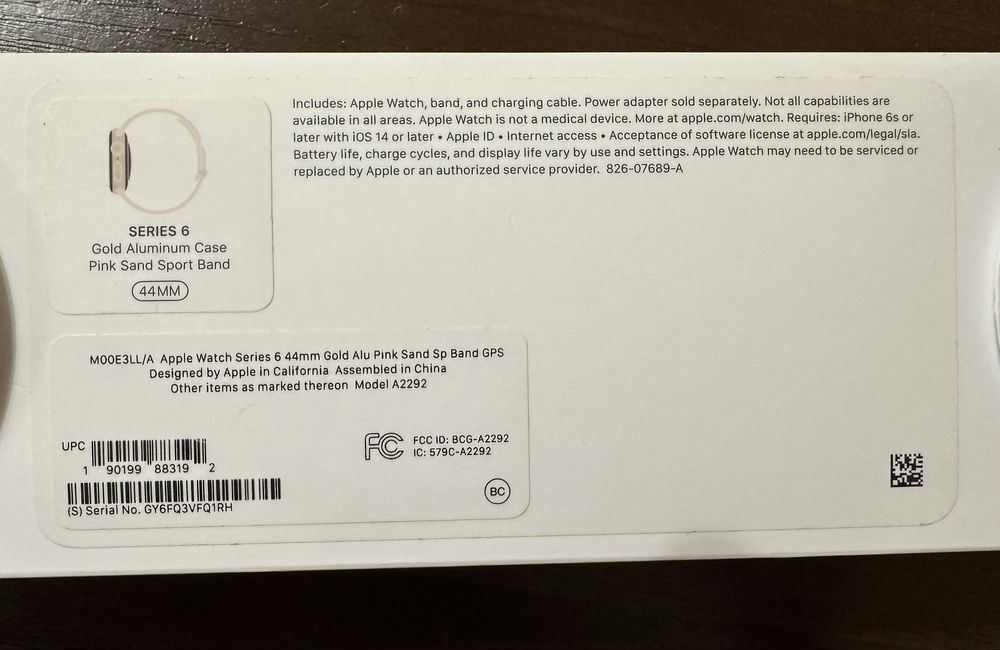 Includes: Apple Watch, band, and charging cable. Power adapter sold separately. Not all capabilities are
available in all areas. Apple Watch is not a medical device. More at apple.com/watch. Requires: iPhone 6s or
later with iOS 14 or later • Apple ID • Internet access • Acceptance of software license at apple.com/legal/sla.
Battery life, charge cycles, and display life vary by use and settings. Apple Watch may need to be serviced or
replaced by Apple or an authorized service provider. 826-07689-A
SERIES 6
Gold Aluminum Case
Pink Sand Sport Band
44MM
M00E3LL/A Apple Watch Series 6 44mm Gold Alu Pink Sand Sp Band GPS
Designed by Apple in California Assembled in China
Other items as marked thereon Model A2292
UPC
1 90199 88319 2
(S) Serial No. GY6FQ3VFQ1RH
FC
FCC ID: BCG-A2292
IC: 579C-A2292
BC